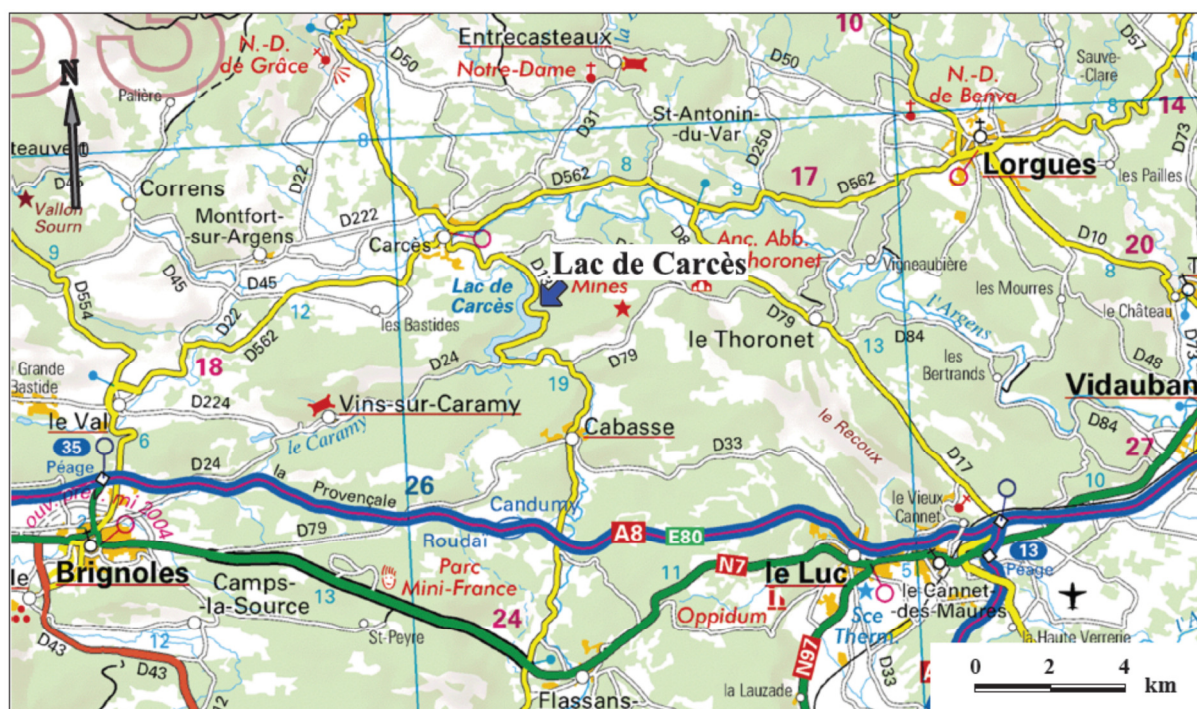 N.-D.
de Grâce
D50
Entrecasteaux
la
Notre-Dame
10
D50
N.-D.
de Benva
Sauve-
-Clare
D57
8
14
D73
N
Palière
D31
St-Antonin-
-du-Var
D250
8
D22
Correns
Vallon
Sourn
Montfort-
-sur-Argens
D222
D562
8
9
17
D562
Lorgues
les Pailles
9
D45
D45
D22
Carcès
Lac de
Carcès
Lac de Carcès
Mines
Anc. Abb.
D10
20
8
Vigneaubière
les Mourres
l'Argens
le Château
D73
D554
12
les Bastides
D562
18
D24
19
D79
le Thoronet
D79
13
D84
les
Bertrands
D48
Vidauban
Grande
Bastide
D224
le Val
35
Péage
6
Vins-sur-Caramy
le Caramy
Cabasse
D33
le Recoux
D17
D84
27
10
D24
la
Provençale
26
Candumy
Roudaï
D79
A8
E80
le Vieux
Cannet
2
Brignoles
Camps-
-la-Source
13
Parc
Mini-France
24
11
N7
le Luc
Oppidum
Sce
Therm.
5
le Cannet-
-des-Maures
13
Péage
la Haute Verrerie
D43
D43
12
St-Peyre
Flassans-
la Lauzade
N97
D33
0 2 4
km